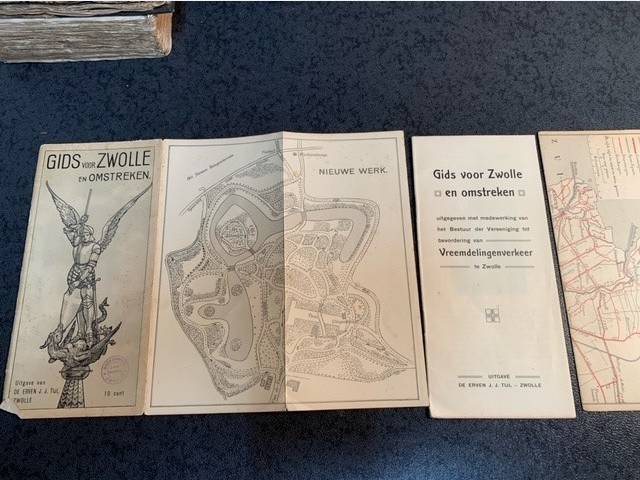 GIDS VOOR ZWOLLE
EN OMSTREKEN.
Uitgave van
DE ERVEN J. J. TIJL,
ZWOLLE
10 cent
NIEUWE WERK.
Gids voor Zwolle
en omstreken
uitgegeven met medewerking van
het Bestuur der Vereeniging tot
bevordering van
Vreemdelingenverkeer
te Zwolle
UITGAVE
DE ERVEN J. J. TIJL - ZWOLLE